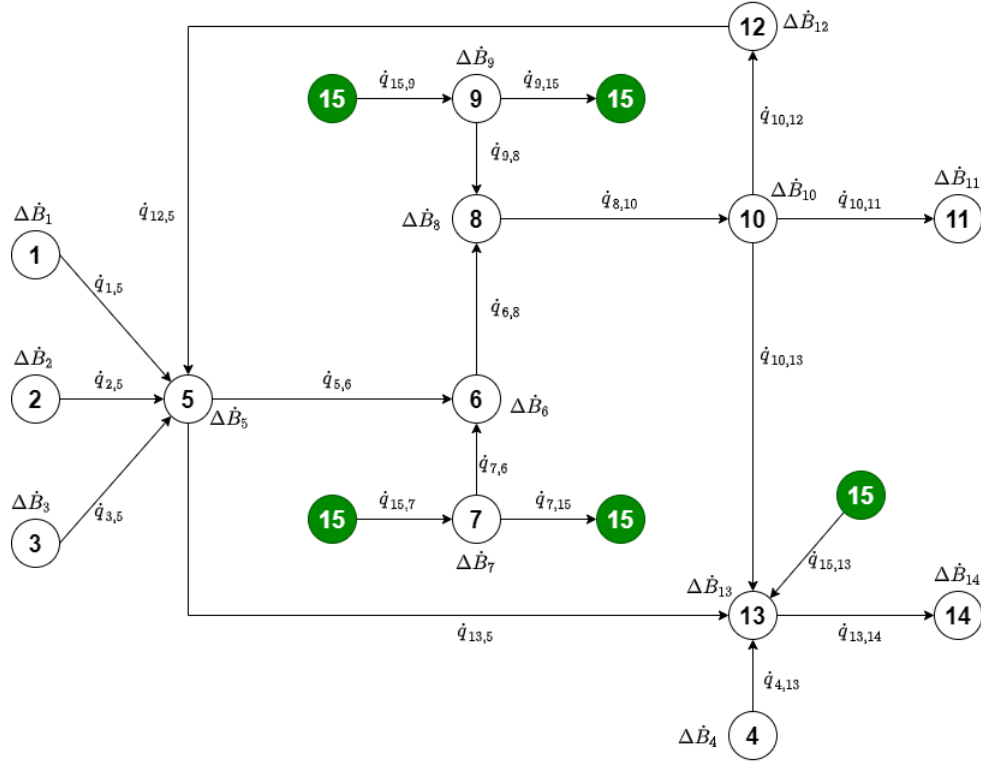 12 ΔḂ₁₂
ΔḂ₉
15 q̇₁₅,₉ 9 q̇₉,₁₅ 15
q̇₁₀,₁₂
q̇₉,₈
ΔḂ₁ q̇₁₂,₅ ΔḂ₈ 8 q̇₈,₁₀ 10 ΔḂ₁₀ q̇₁₀,₁₁ ΔḂ₁₁ 11
1
q̇₁,₅ q̇₆,₈
ΔḂ₂ q̇₁₀,₁₃
2 q̇₂,₅ 5 ΔḂ₅ q̇₅,₆ 6 ΔḂ₆
q̇₇,₆
ΔḂ₃ q̇₃,₅ 15 q̇₁₅,₇ 7 q̇₇,₁₅ 15 15
3
ΔḂ₇ q̇₁₅,₁₃
ΔḂ₁₃ ΔḂ₁₄
q̇₁₃,₅ 13 q̇₁₃,₁₄ 14
q̇₄,₁₃
ΔḂ₄ 4